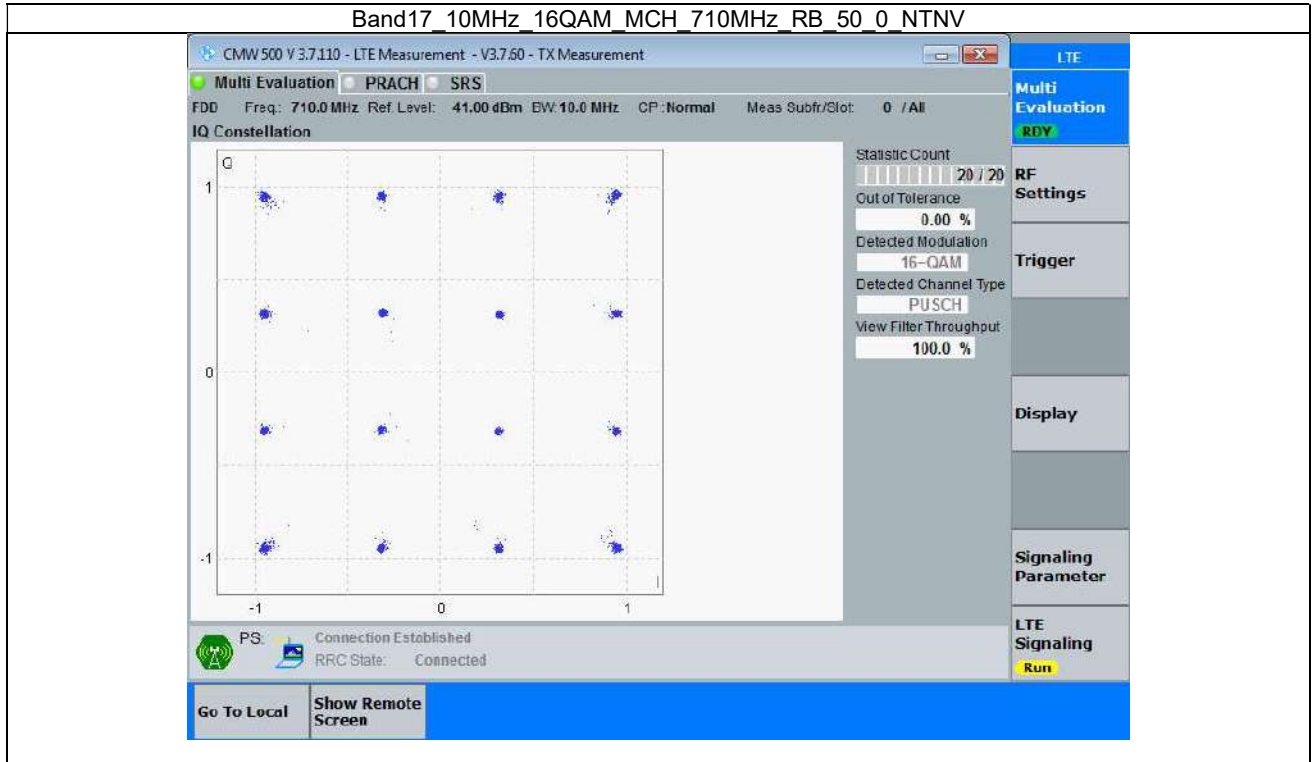 Band17_10MHz_16QAM_MCH_710MHz_RB_50_0_NTNV
CMW 500 V 3.7.110 - LTE Measurement - V3.7.60 - TX Measurement
LTE
Multi Evaluation PRACH SRS
Multi
Evaluation
RDY
FDD Freq.: 710.0 MHz Ref. Level: 41.00 dBm BW: 10.0 MHz CP: Normal Meas Subfr./Slot: 0 / All
IQ Constellation
Q
1
0
-1
-1 0 1
I
Statistic Count
20 / 20
Out of Tolerance
0.00 %
Detected Modulation
16-QAM
Detected Channel Type
PUSCH
View Filter Throughput
100.0 %
RF
Settings
Trigger
Display
Signaling
Parameter
LTE
Signaling
Run
PS:
Connection Established
RRC State: Connected
Go To Local
Show Remote
Screen